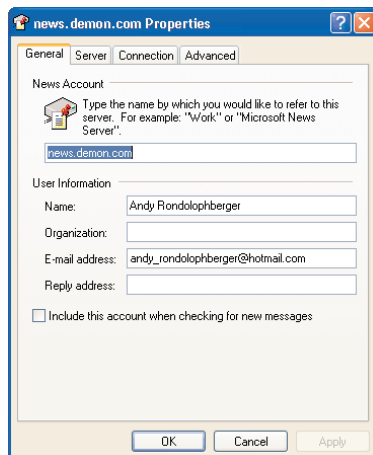 news.demon.com Properties
General Server Connection Advanced
News Account
Type the name by which you would like to refer to this
server. For example: "Work" or "Microsoft News
Server".
news.demon.com
User Information
Name: Andy Rondolophberger
Organization:
E-mail address: andy_rondolophberger@hotmail.com
Reply address:
Include this account when checking for new messages
OK Cancel Apply